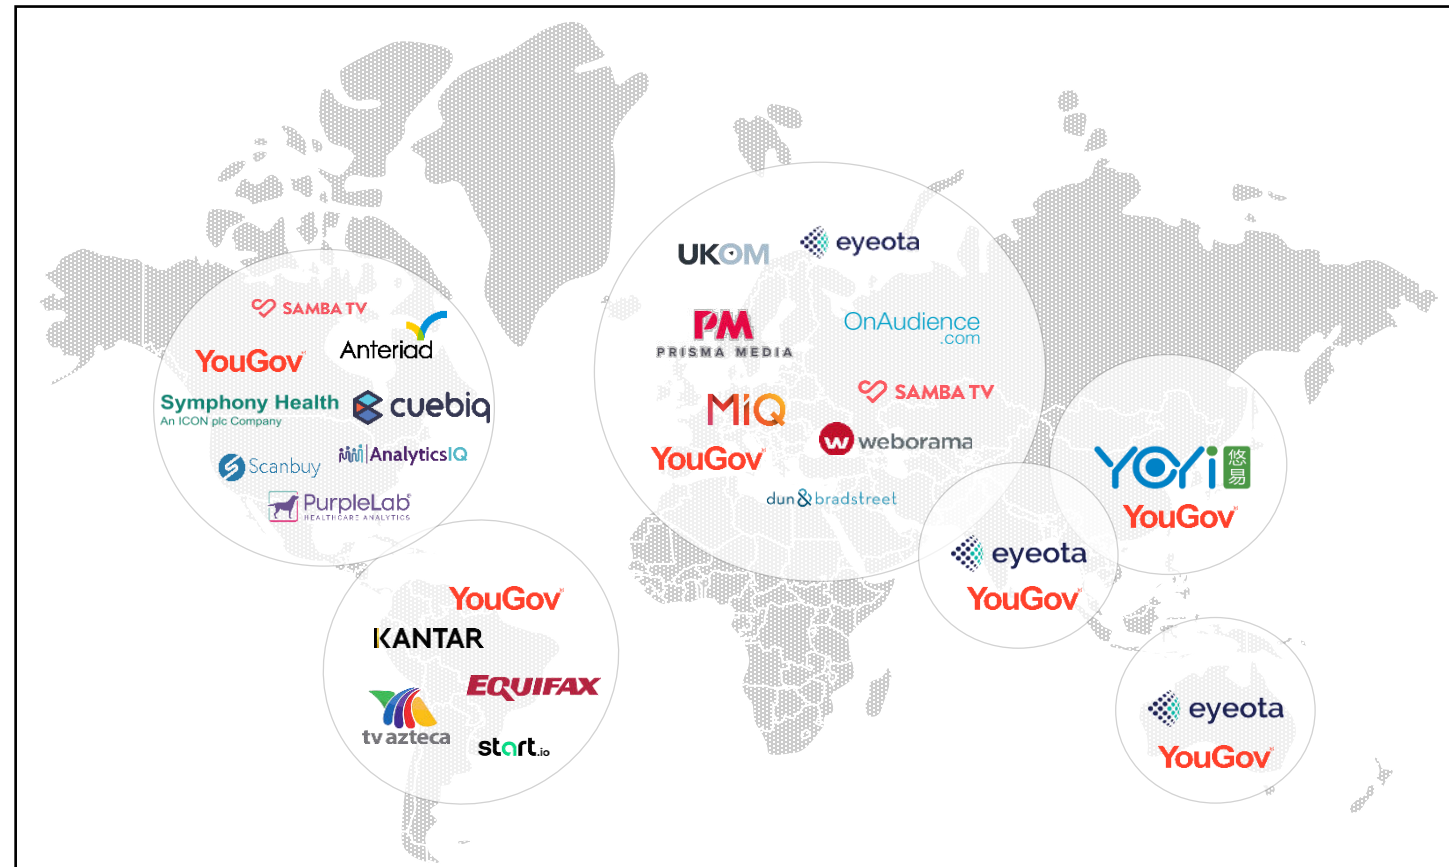 SAMBA TV
Anteriad
YouGov
Symphony Health
An ICON plc Company
cuebiq
Scanbuy
AnalyticsIQ
PurpleLab
HEALTHCARE ANALYTICS
YouGov
KANTAR
EQUIFAX
tv azteca
start.io
UKOM
eyeota
PM
PRISMA MEDIA
OnAudience
.com
SAMBA TV
MiQ
w weborama
YouGov
dun & bradstreet
YOYi 悠易
YouGov
eyeota
YouGov
eyeota
YouGov